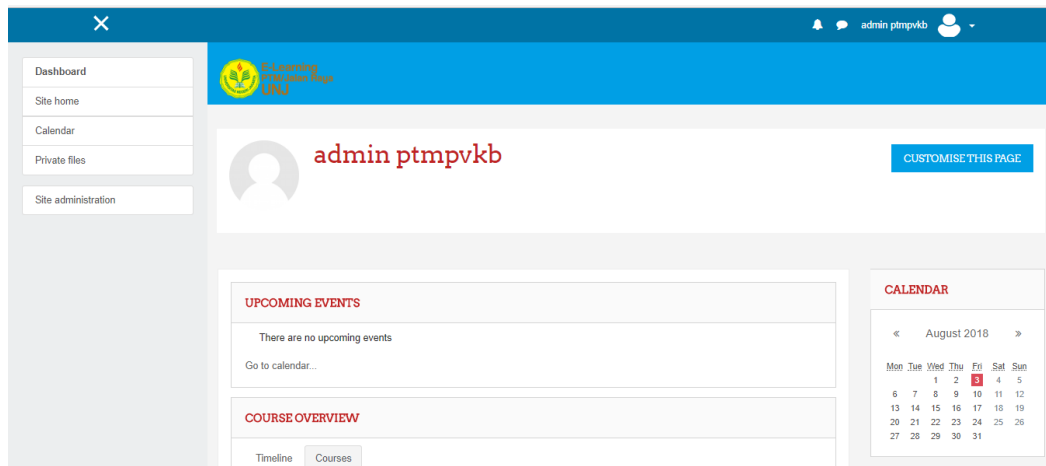 admin ptmpvkb
Dashboard
Site home
Calendar
Private files
Site administration
E-Learning
UNJ
admin ptmpvkb
CUSTOMISE THIS PAGE
UPCOMING EVENTS
There are no upcoming events
Go to calendar...
COURSE OVERVIEW
Timeline Courses
CALENDAR
« August 2018 »
Mon Tue Wed Thu Fri Sat Sun
1 2 3 4 5
6 7 8 9 10 11 12
13 14 15 16 17 18 19
20 21 22 23 24 25 26
27 28 29 30 31